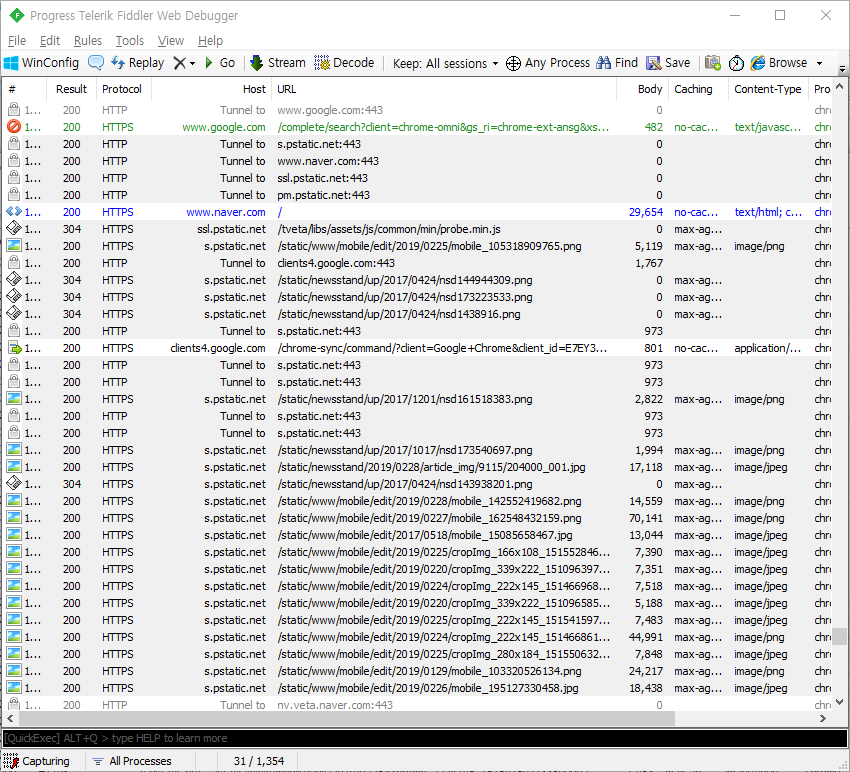 Progress Telerik Fiddler Web Debugger
File Edit Rules Tools View Help
WinConfig Replay Go Stream Decode Keep: All sessions Any Process Find Save Browse
# Result Protocol Host URL Body Caching Content-Type Pro
1... 200 HTTP Tunnel to www.google.com:443 0 chr
1... 200 HTTPS www.google.com /complete/search?client=chrome-omni&gs_ri=chrome-ext-ansg&xs... 482 no-cac... text/javasc... chr
1... 200 HTTP Tunnel to s.pstatic.net:443 0 chr
1... 200 HTTP Tunnel to www.naver.com:443 0 chr
1... 200 HTTP Tunnel to ssl.pstatic.net:443 0 chr
1... 200 HTTP Tunnel to pm.pstatic.net:443 0 chr
1... 200 HTTPS www.naver.com / 29,654 no-cac... text/html; c... chr
1... 304 HTTPS ssl.pstatic.net /tveta/libs/assets/js/common/min/probe.min.js 0 max-ag... chr
1... 200 HTTPS s.pstatic.net /static/www/mobile/edit/2019/0225/mobile_105318909765.png 5,119 max-ag... image/png chr
1... 200 HTTP Tunnel to clients4.google.com:443 1,767 chr
1... 304 HTTPS s.pstatic.net /static/newsstand/up/2017/0424/nsd144944309.png 0 max-ag... chr
1... 304 HTTPS s.pstatic.net /static/newsstand/up/2017/0424/nsd173223533.png 0 max-ag... chr
1... 304 HTTPS s.pstatic.net /static/newsstand/up/2017/0424/nsd1438916.png 0 max-ag... chr
1... 200 HTTP Tunnel to s.pstatic.net:443 973 chr
1... 200 HTTPS clients4.google.com /chrome-sync/command/?client=Google+Chrome&client_id=E7EY3... 801 no-cac... application/... chr
1... 200 HTTP Tunnel to s.pstatic.net:443 973 chr
1... 200 HTTP Tunnel to s.pstatic.net:443 973 chr
1... 200 HTTPS s.pstatic.net /static/newsstand/up/2017/1201/nsd161518383.png 2,822 max-ag... image/png chr
1... 200 HTTP Tunnel to s.pstatic.net:443 973 chr
1... 200 HTTP Tunnel to s.pstatic.net:443 973 chr
1... 200 HTTPS s.pstatic.net /static/newsstand/up/2017/1017/nsd173540697.png 1,994 max-ag... image/png chr
1... 200 HTTPS s.pstatic.net /static/newsstand/2019/0228/article_img/9115/204000_001.jpg 17,118 max-ag... image/jpeg chr
1... 304 HTTPS s.pstatic.net /static/newsstand/up/2017/0424/nsd143938201.png 0 max-ag... chr
1... 200 HTTPS s.pstatic.net /static/www/mobile/edit/2019/0228/mobile_142552419682.png 14,559 max-ag... image/png chr
1... 200 HTTPS s.pstatic.net /static/www/mobile/edit/2019/0227/mobile_162548432159.png 70,141 max-ag... image/png chr
1... 200 HTTPS s.pstatic.net /static/www/mobile/edit/2017/0518/mobile_15085658467.jpg 13,044 max-ag... image/jpeg chr
1... 200 HTTPS s.pstatic.net /static/www/mobile/edit/2019/0225/cropImg_166x108_151552846... 7,390 max-ag... image/jpeg chr
1... 200 HTTPS s.pstatic.net /static/www/mobile/edit/2019/0220/cropImg_339x222_151096397... 7,351 max-ag... image/jpeg chr
1... 200 HTTPS s.pstatic.net /static/www/mobile/edit/2019/0224/cropImg_222x145_151466968... 7,518 max-ag... image/jpeg chr
1... 200 HTTPS s.pstatic.net /static/www/mobile/edit/2019/0220/cropImg_339x222_151096585... 5,188 max-ag... image/jpeg chr
1... 200 HTTPS s.pstatic.net /static/www/mobile/edit/2019/0225/cropImg_222x145_151541597... 7,483 max-ag... image/jpeg chr
1... 200 HTTPS s.pstatic.net /static/www/mobile/edit/2019/0224/cropImg_222x145_151466861... 44,991 max-ag... image/png chr
1... 200 HTTPS s.pstatic.net /static/www/mobile/edit/2019/0225/cropImg_280x184_151550632... 7,848 max-ag... image/jpeg chr
1... 200 HTTPS s.pstatic.net /static/www/mobile/edit/2019/0129/mobile_103320526134.png 24,217 max-ag... image/png chr
1... 200 HTTPS s.pstatic.net /static/www/mobile/edit/2019/0226/mobile_195127330458.jpg 18,438 max-ag... image/jpeg chr
1... 200 HTTP Tunnel to nv.veta.naver.com:443 0 chr
[QuickExec] ALT+Q > type HELP to learn more
Capturing All Processes 31 / 1,354